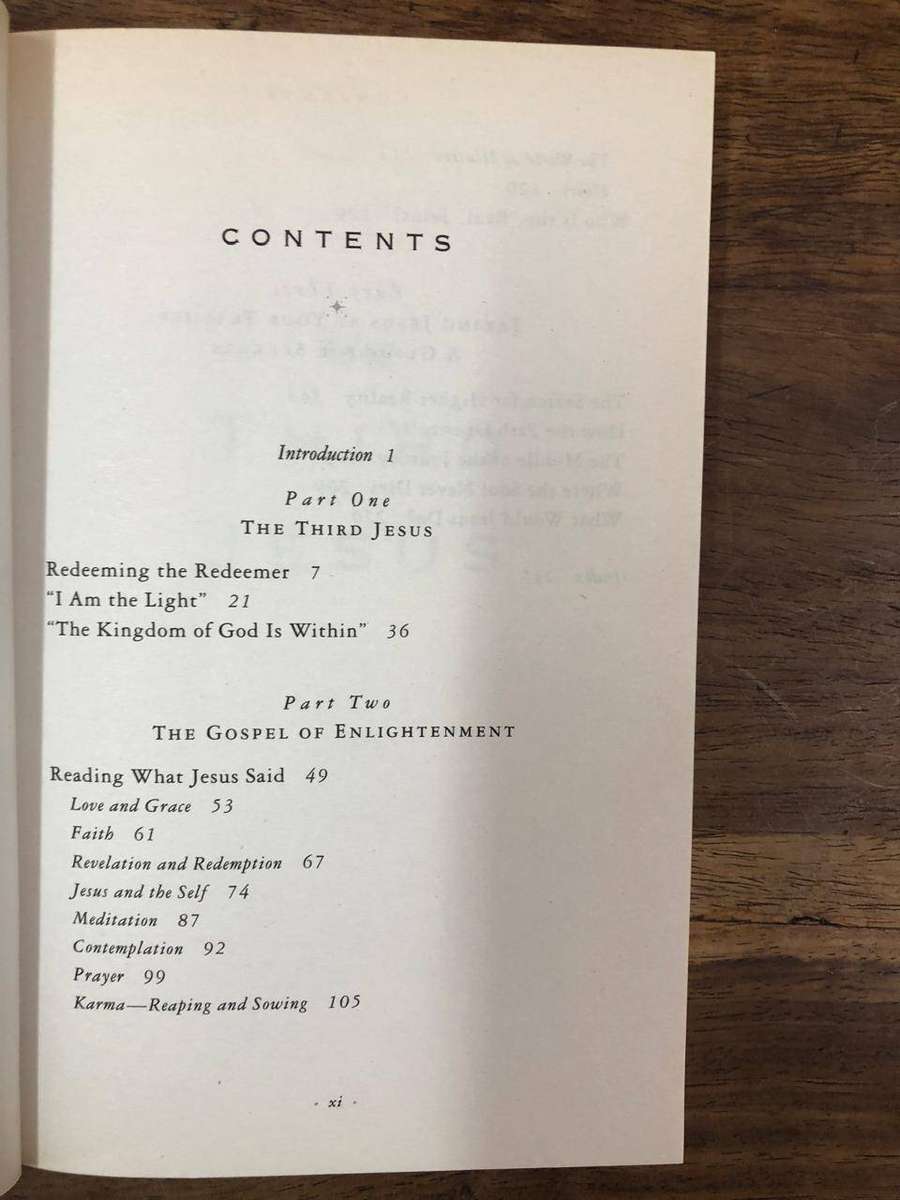 CONTENTS
Introduction 1
Part One
THE THIRD JESUS
Redeeming the Redeemer 7
“I Am the Light” 21
“The Kingdom of God Is Within” 36
Part Two
THE GOSPEL OF ENLIGHTENMENT
Reading What Jesus Said 49
Love and Grace 53
Faith 61
Revelation and Redemption 67
Jesus and the Self 74
Meditation 87
Contemplation 92
Prayer 99
Karma—Reaping and Sowing 105
· xi ·